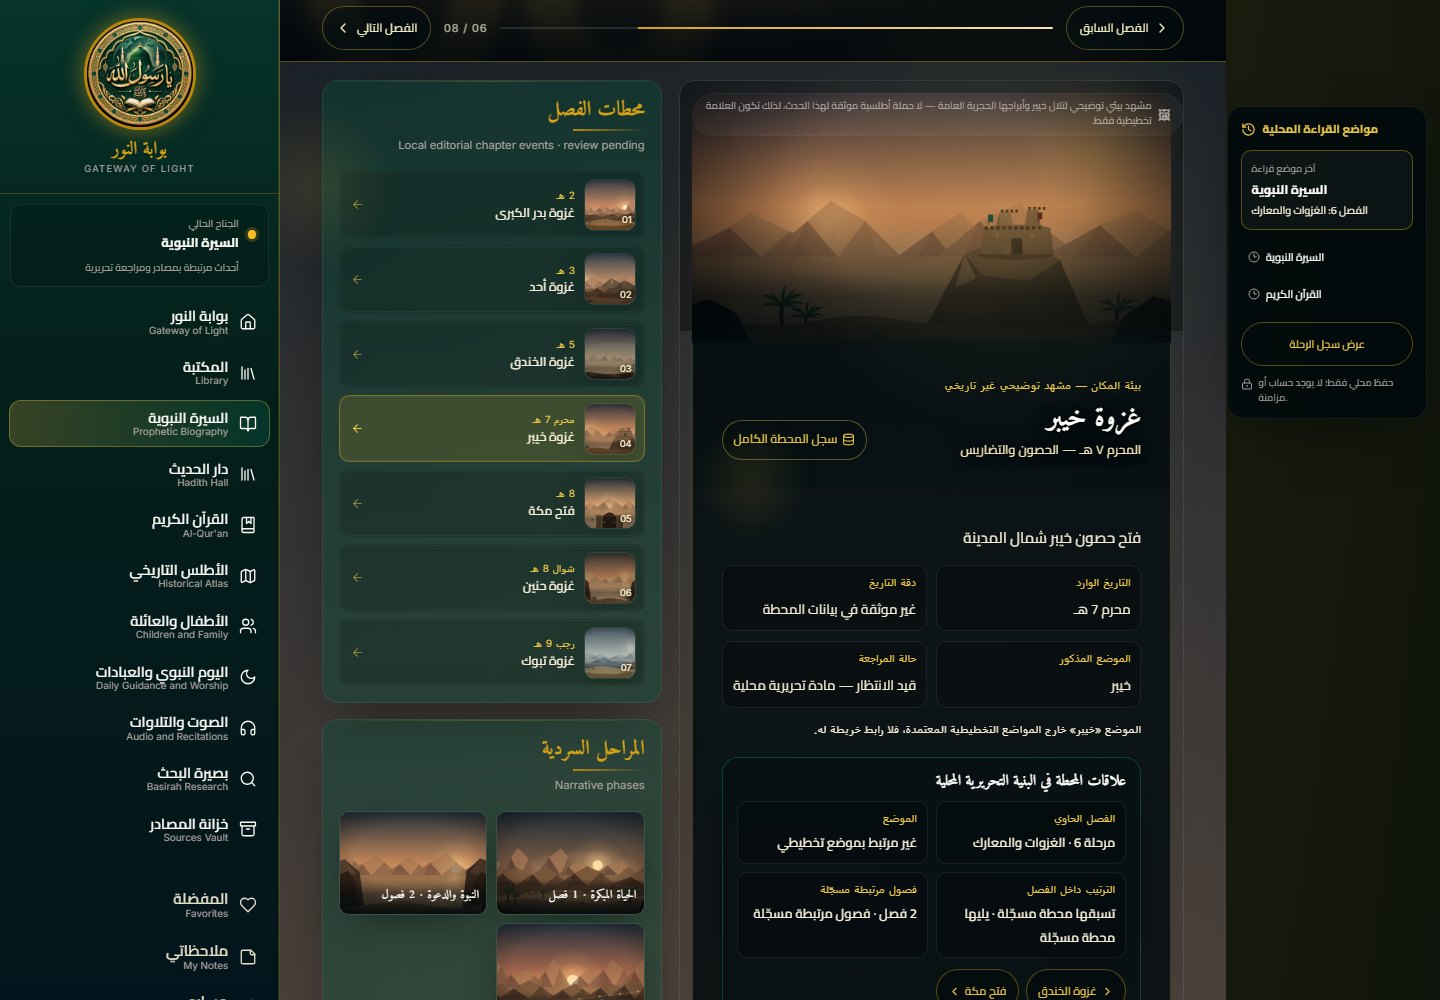 يا رسول الله
بوابة النور
GATEWAY OF LIGHT
الجناح الحالي
السيرة النبوية
أحداث مرتبطة بمصادر ومراجعة تحريرية
بوابة النور
Gateway of Light
المكتبة
Library
السيرة النبوية
Prophetic Biography
دار الحديث
Hadith Hall
القرآن الكريم
Al-Qur'an
الأطلس التاريخي
Historical Atlas
الأطفال والعائلة
Children and Family
اليوم النبوي والعبادات
Daily Guidance and Worship
الصوت والتلاوات
Audio and Recitations
بصيرة البحث
Basirah Research
خزانة المصادر
Sources Vault
المفضلة
Favorites
ملاحظاتي
My Notes
الفصل السابق
08 / 06
الفصل التالي
مشهد بيئي توضيحي لتلال خيبر وأبراجها الحجرية العامة — لا حملة أطلسية موثقة لهذا الحدث، لذلك تكون العلامة
تخطيطية فقط.
بيئة المكان — مشهد توضيحي غير تاريخي
غزوة خيبر
المحرم ٧ هـ — الحصون والتضاريس
سجل المحطة الكامل
فتح حصون خيبر شمال المدينة
التاريخ الوارد
محرم 7 هـ
دقة التاريخ
غير موثقة في بيانات المحطة
الموضع المذكور
خيبر
حالة المراجعة
قيد الانتظار — مادة تحريرية محلية
الموضع «خيبر» خارج المواضع التخطيطية المعتمدة، فلا رابط خريطة له.
علاقات المحطة في البنية التحريرية المحلية
الفصل الحاوي
مرحلة 6 · الغزوات والمعارك
الموضع
غير مرتبط بموضع تخطيطي
الترتيب داخل الفصل
تسبقها محطة مسجّلة · يليها
محطة مسجّلة
فصول مرتبطة مسجّلة
2 فصل · فصول مرتبطة مسجّلة
غزوة الخندق
فتح مكة
محطات الفصل
Local editorial chapter events · review pending
01
2 هـ
غزوة بدر الكبرى
02
3 هـ
غزوة أحد
03
5 هـ
غزوة الخندق
04
محرم 7 هـ
غزوة خيبر
05
8 هـ
فتح مكة
06
شوال 8 هـ
غزوة حنين
07
رجب 9 هـ
غزوة تبوك
المراحل السردية
Narrative phases
الحياة المبكرة · 1 فصل
النبوة والدعوة · 2 فصول
مواضع القراءة المحلية
آخر موضع قراءة
السيرة النبوية
الفصل 6: الغزوات والمعارك
السيرة النبوية
القرآن الكريم
عرض سجل الرحلة
حفظ محلي فقط؛ لا يوجد حساب أو
مزامنة.